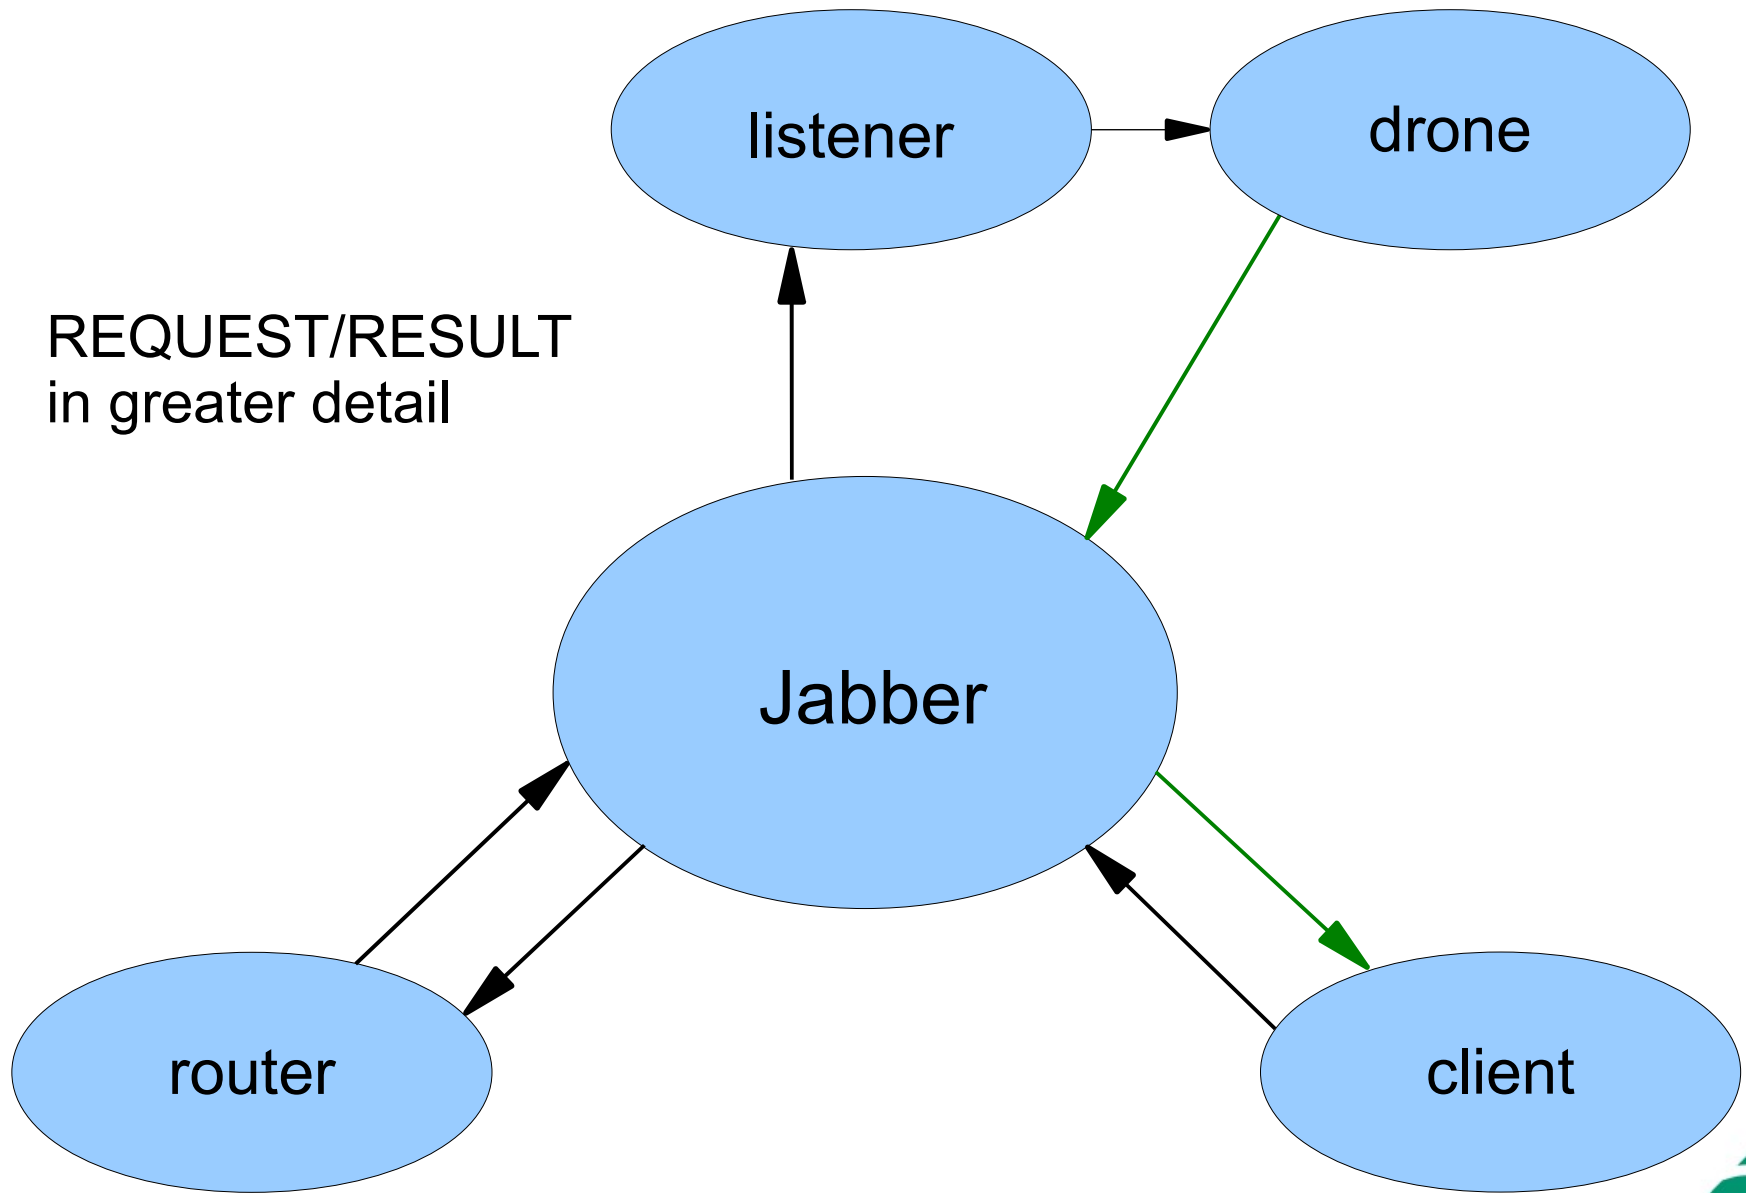 listener
drone
REQUEST/RESULT
in greater detail
Jabber
router
client